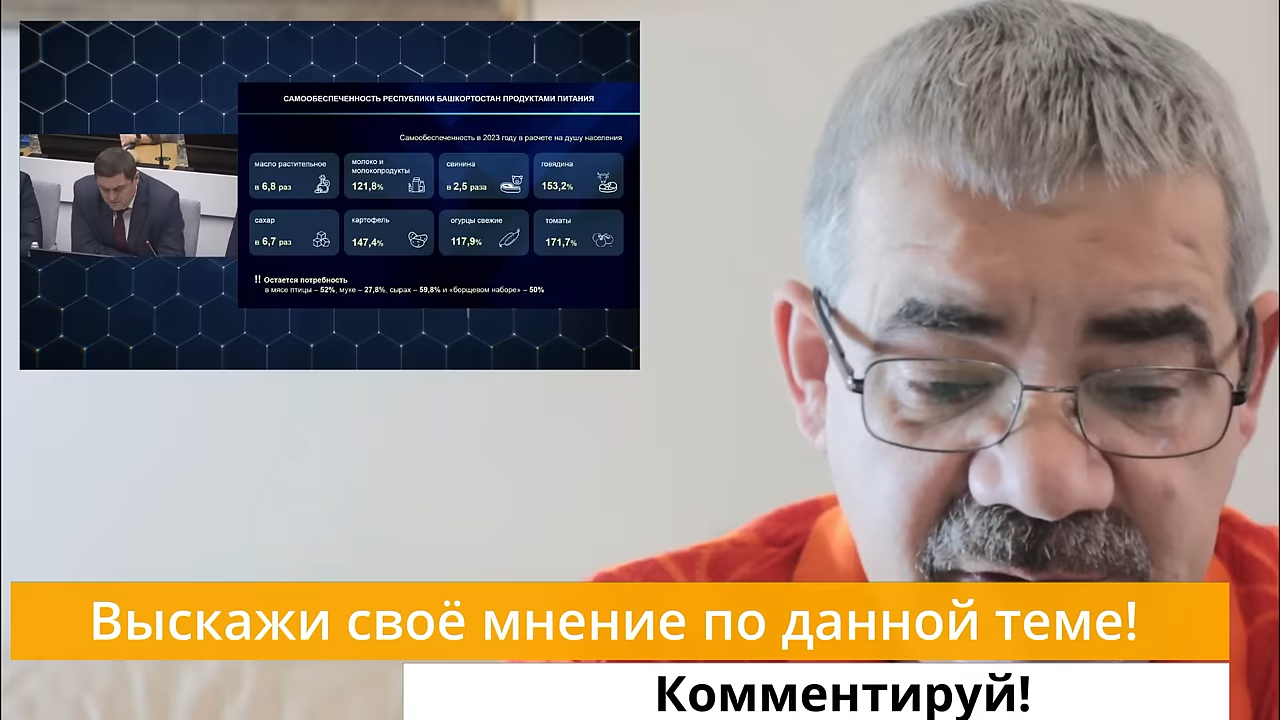 САМООБЕСПЕЧЕННОСТЬ РЕСПУБЛИКИ БАШКОРТОСТАН ПРОДУКТАМИ ПИТАНИЯ
Самообеспеченность в 2023 году в расчете на душу населения
масло растительное
в 6,8 раз
молоко и
молокопродукты
121,8%
свинина
в 2,5 раза
говядина
153,2%
сахар
в 6,7 раз
картофель
147,4%
огурцы свежие
117,9%
томаты
171,7%
!! Остается потребность
в мясе птицы – 52%, муке – 27,8%, сырах – 59,8% и «борщевом наборе» – 50%
Выскажи своё мнение по данной теме!
Комментируй!